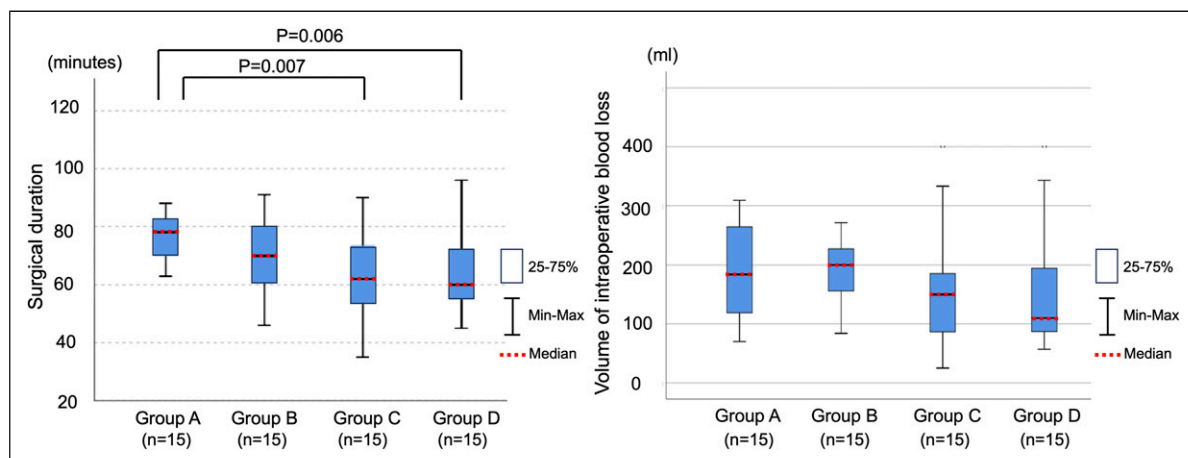 P=0.006
(minutes)
P=0.007
Surgical duration
120
100
80
60
40
20
25-75%
Min-Max
Median
Group A Group B Group C Group D
(n=15) (n=15) (n=15) (n=15)
(ml)
Volume of intraoperative blood loss
400
300
200
100
0
25-75%
Min-Max
Median
Group A Group B Group C Group D
(n=15) (n=15) (n=15) (n=15)